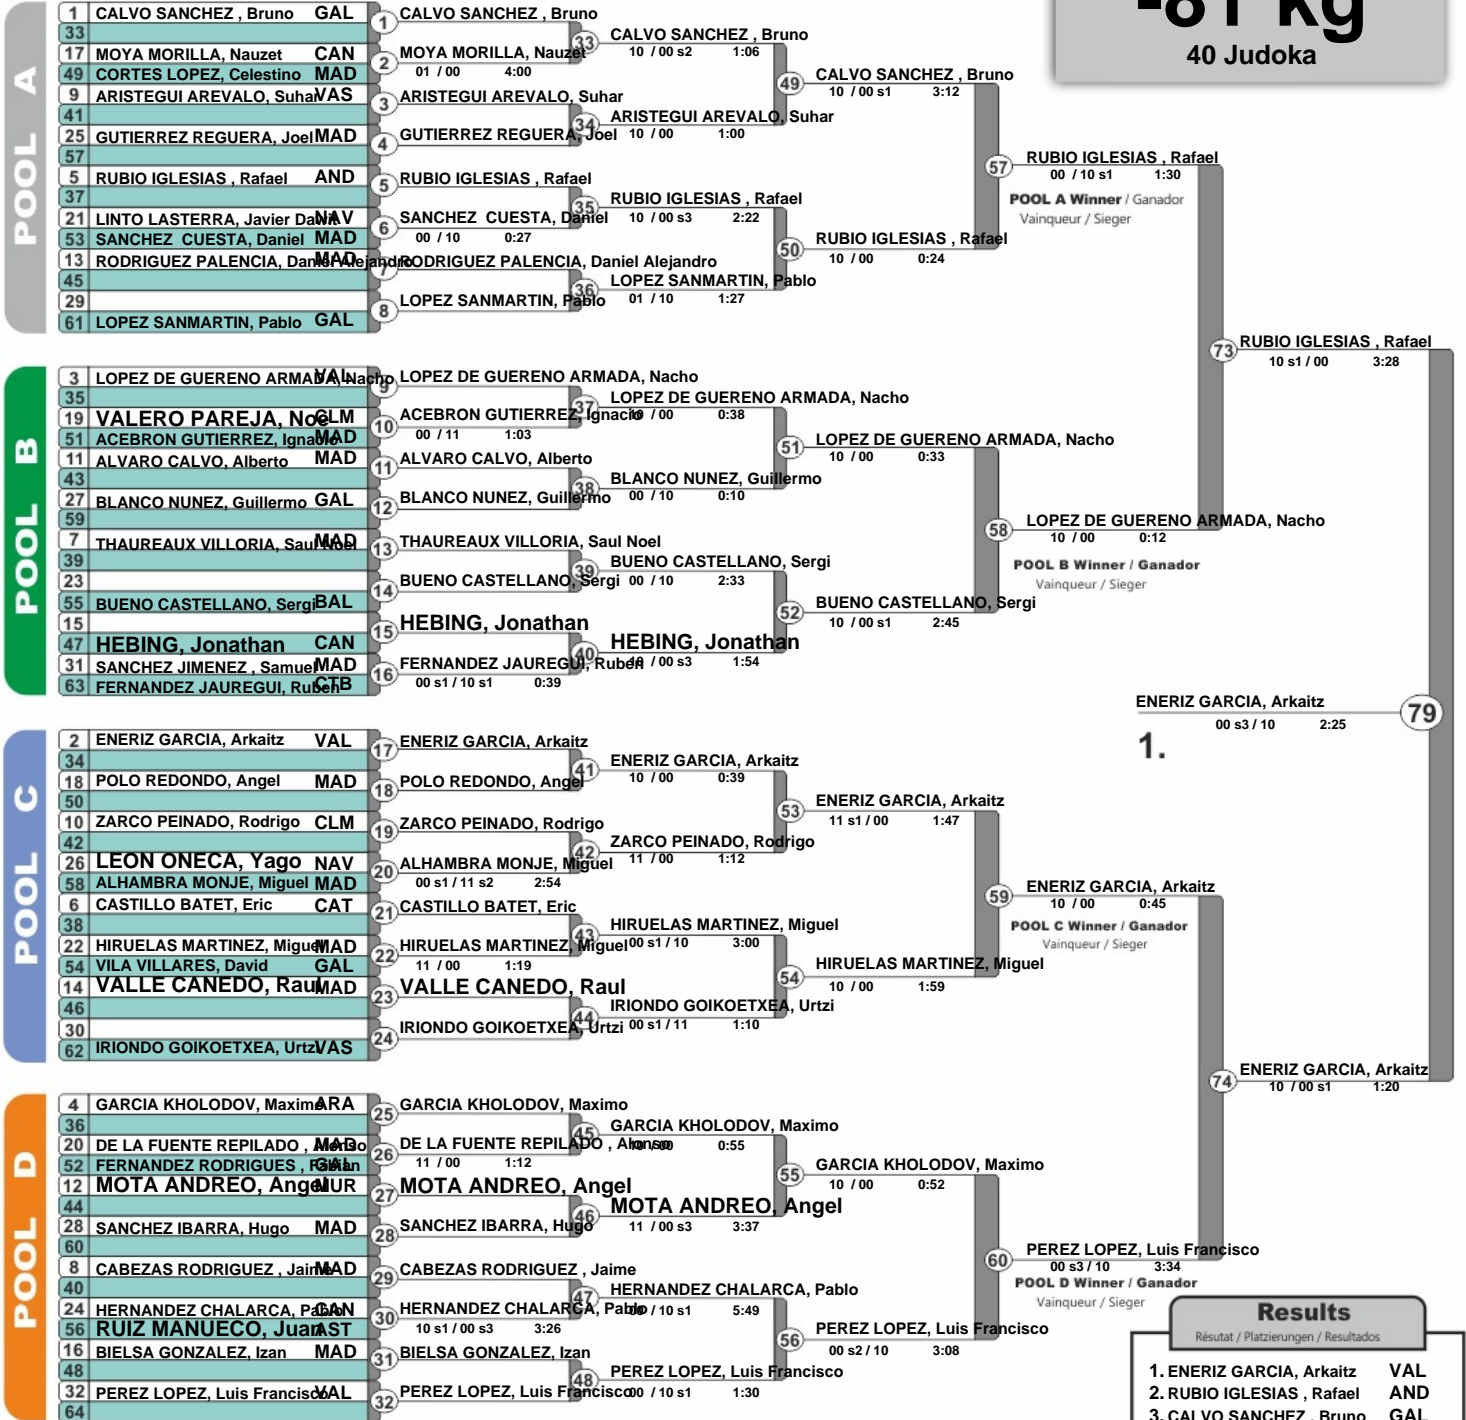 -81 kg
40 Judoka
POOL A
1 CALVO SANCHEZ , Bruno GAL
33
17 MOYA MORILLA, Nauzet CAN
49 CORTES LOPEZ, Celestino MAD
9 ARISTEGUI AREVALO, Suhar VAS
41
25 GUTIERREZ REGUERA, Joel MAD
57
5 RUBIO IGLESIAS , Rafael AND
37
21 LINTO LASTERRA, Javier NAV
53 SANCHEZ CUESTA, Daniel MAD
13 RODRIGUEZ PALENCIA, Daniel Alejandro MAD
45
29
61 LOPEZ SANMARTIN, Pablo GAL
1 CALVO SANCHEZ , Bruno
2 MOYA MORILLA, Nauzet
01 / 00 4:00
3 ARISTEGUI AREVALO, Suhar
4 GUTIERREZ REGUERA, Joel
5 RUBIO IGLESIAS , Rafael
6 SANCHEZ CUESTA, Daniel
00 / 10 0:27
7 RODRIGUEZ PALENCIA, Daniel Alejandro
8 LOPEZ SANMARTIN, Pablo
33 CALVO SANCHEZ , Bruno
10 / 00 s2 1:06
34 ARISTEGUI AREVALO, Suhar
10 / 00 1:00
35 RUBIO IGLESIAS , Rafael
10 / 00 s3 2:22
36 LOPEZ SANMARTIN, Pablo
01 / 10 1:27
49 CALVO SANCHEZ , Bruno
10 / 00 s1 3:12
50 RUBIO IGLESIAS , Rafael
10 / 00 0:24
57 RUBIO IGLESIAS , Rafael
00 / 10 s1 1:30
POOL A Winner / Ganador
Vainqueur / Sieger
POOL B
3 LOPEZ DE GUERENO ARMADA, Nacho VAL
35
19 VALERO PAREJA, Noe CLM
51 ACEBRON GUTIERREZ, Ignacio MAD
11 ALVARO CALVO, Alberto MAD
43
27 BLANCO NUNEZ, Guillermo GAL
59
7 THAUREAUX VILLORIA, Saul Noel MAD
39
23
55 BUENO CASTELLANO, Sergi BAL
15
47 HEBING, Jonathan CAN
31 SANCHEZ JIMENEZ , Samuel MAD
63 FERNANDEZ JAUREGUI, Ruben CTB
9 LOPEZ DE GUERENO ARMADA, Nacho
10 ACEBRON GUTIERREZ, Ignacio
00 / 11 1:03
11 ALVARO CALVO, Alberto
12 BLANCO NUNEZ, Guillermo
13 THAUREAUX VILLORIA, Saul Noel
14 BUENO CASTELLANO, Sergi
15 HEBING, Jonathan
16 FERNANDEZ JAUREGUI, Ruben
00 s1 / 10 s1 0:39
37 LOPEZ DE GUERENO ARMADA, Nacho
10 / 00 0:38
38 BLANCO NUNEZ, Guillermo
00 / 10 0:10
39 BUENO CASTELLANO, Sergi
00 / 10 2:33
40 HEBING, Jonathan
10 / 00 s3 1:54
51 LOPEZ DE GUERENO ARMADA, Nacho
10 / 00 0:33
52 BUENO CASTELLANO, Sergi
10 / 00 s1 2:45
58 LOPEZ DE GUERENO ARMADA, Nacho
10 / 00 0:12
POOL B Winner / Ganador
Vainqueur / Sieger
73 RUBIO IGLESIAS , Rafael
10 s1 / 00 3:28
ENERIZ GARCIA, Arkaitz 79
00 s3 / 10 2:25
1.
POOL C
2 ENERIZ GARCIA, Arkaitz VAL
34
18 POLO REDONDO, Angel MAD
50
10 ZARCO PEINADO, Rodrigo CLM
42
26 LEON ONECA, Yago NAV
58 ALHAMBRA MONJE, Miguel MAD
6 CASTILLO BATET, Eric CAT
38
22 HIRUELAS MARTINEZ, Miguel MAD
54 VILA VILLARES, David GAL
14 VALLE CANEDO, Raul MAD
46
30
62 IRIONDO GOIKOETXEA, Urtzi VAS
17 ENERIZ GARCIA, Arkaitz
18 POLO REDONDO, Angel
19 ZARCO PEINADO, Rodrigo
20 ALHAMBRA MONJE, Miguel
00 s1 / 11 s2 2:54
21 CASTILLO BATET, Eric
22 HIRUELAS MARTINEZ, Miguel
11 / 00 1:19
23 VALLE CANEDO, Raul
24 IRIONDO GOIKOETXEA, Urtzi
41 ENERIZ GARCIA, Arkaitz
10 / 00 0:39
42 ZARCO PEINADO, Rodrigo
11 / 00 1:12
43 HIRUELAS MARTINEZ, Miguel
00 s1 / 10 3:00
44 IRIONDO GOIKOETXEA, Urtzi
00 s1 / 11 1:10
53 ENERIZ GARCIA, Arkaitz
11 s1 / 00 1:47
54 HIRUELAS MARTINEZ, Miguel
10 / 00 1:59
59 ENERIZ GARCIA, Arkaitz
10 / 00 0:45
POOL C Winner / Ganador
Vainqueur / Sieger
74 ENERIZ GARCIA, Arkaitz
10 / 00 s1 1:20
POOL D
4 GARCIA KHOLODOV, Maximo ARA
36
20 DE LA FUENTE REPILADO , Alonso MAD
52 FERNANDEZ RODRIGUES , Fabian GAL
12 MOTA ANDREO, Angel MUR
44
28 SANCHEZ IBARRA, Hugo MAD
60
8 CABEZAS RODRIGUEZ , Jaime MAD
40
24 HERNANDEZ CHALARCA, Pablo CAN
56 RUIZ MANUECO, Juan AST
16 BIELSA GONZALEZ, Izan MAD
48
32 PEREZ LOPEZ, Luis Francisco VAL
64
25 GARCIA KHOLODOV, Maximo
26 DE LA FUENTE REPILADO , Alonso
11 / 00 1:12
27 MOTA ANDREO, Angel
28 SANCHEZ IBARRA, Hugo
29 CABEZAS RODRIGUEZ , Jaime
30 HERNANDEZ CHALARCA, Pablo
10 s1 / 00 s3 3:26
31 BIELSA GONZALEZ, Izan
32 PEREZ LOPEZ, Luis Francisco
45 GARCIA KHOLODOV, Maximo
10 / 00 0:55
46 MOTA ANDREO, Angel
11 / 00 s3 3:37
47 HERNANDEZ CHALARCA, Pablo
00 / 10 s1 5:49
48 PEREZ LOPEZ, Luis Francisco
00 / 10 s1 1:30
55 GARCIA KHOLODOV, Maximo
10 / 00 0:52
56 PEREZ LOPEZ, Luis Francisco
00 s2 / 10 3:08
60 PEREZ LOPEZ, Luis Francisco
00 s3 / 10 3:34
POOL D Winner / Ganador
Vainqueur / Sieger
Results
Résutat / Platzierungen / Resultados
1. ENERIZ GARCIA, Arkaitz VAL
2. RUBIO IGLESIAS , Rafael AND
3. CALVO SANCHEZ , Bruno GAL